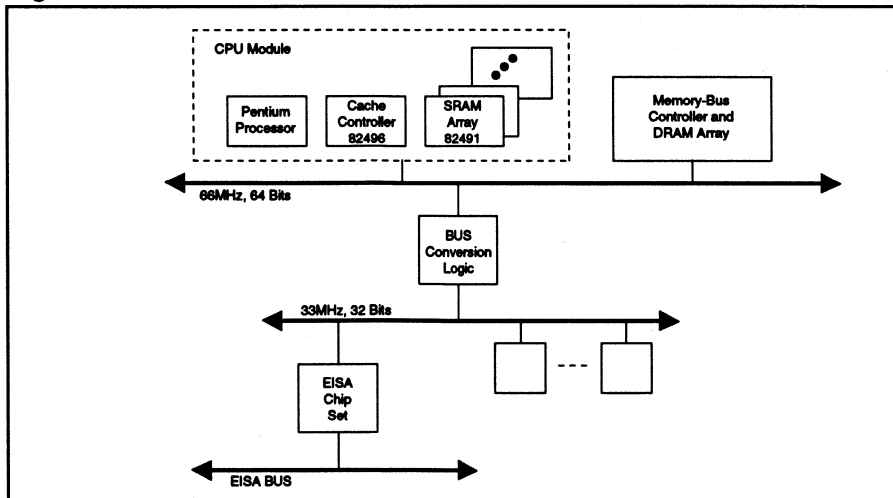 CPU Module
Pentium
Processor
Cache
Controller
82496
SRAM
Array
82491
Memory-Bus
Controller and
DRAM Array
66MHz, 64 Bits
BUS
Conversion
Logic
33MHz, 32 Bits
EISA
Chip
Set
EISA BUS